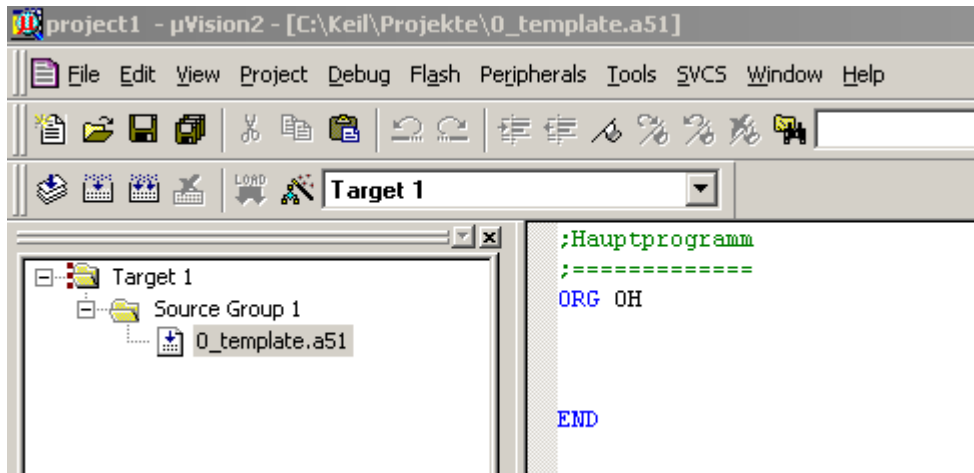 project1 - µVision2 - [C:\Keil\Projekte\0_template.a51]
File Edit View Project Debug Flash Peripherals Tools SVCS Window Help
LOAD Target 1
Target 1
Source Group 1
0_template.a51
;Hauptprogramm
;=============
ORG 0H
END